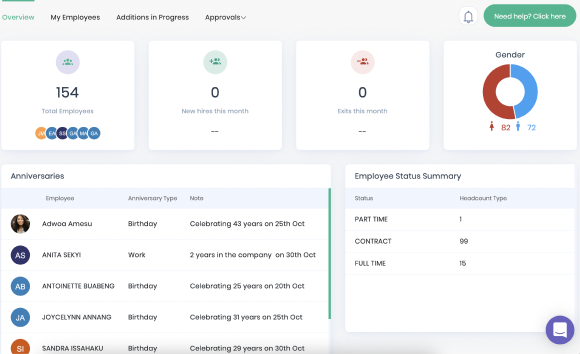 Overview My Employees Additions in Progress Approvals
Need help? Click here
154
Total Employees
JA EA SS GA MA GA
0
New hires this month
--
0
Exits this month
--
Gender
82 72
Anniversaries
Employee Anniversary Type Note
Adwoa Amesu Birthday Celebrating 43 years on 25th Oct
AS ANITA SEKYI Work 2 years in the company on 30th Oct
AB ANTOINETTE BUABENG Birthday Celebrating 25 years on 20th Oct
JA JOYCELYNN ANNANG Birthday Celebrating 31 years on 25th Oct
SI SANDRA ISSAHAKU Birthday Celebrating 29 years on 30th Oct
Employee Status Summary
Status Headcount Type
PART TIME 1
CONTRACT 99
FULL TIME 15